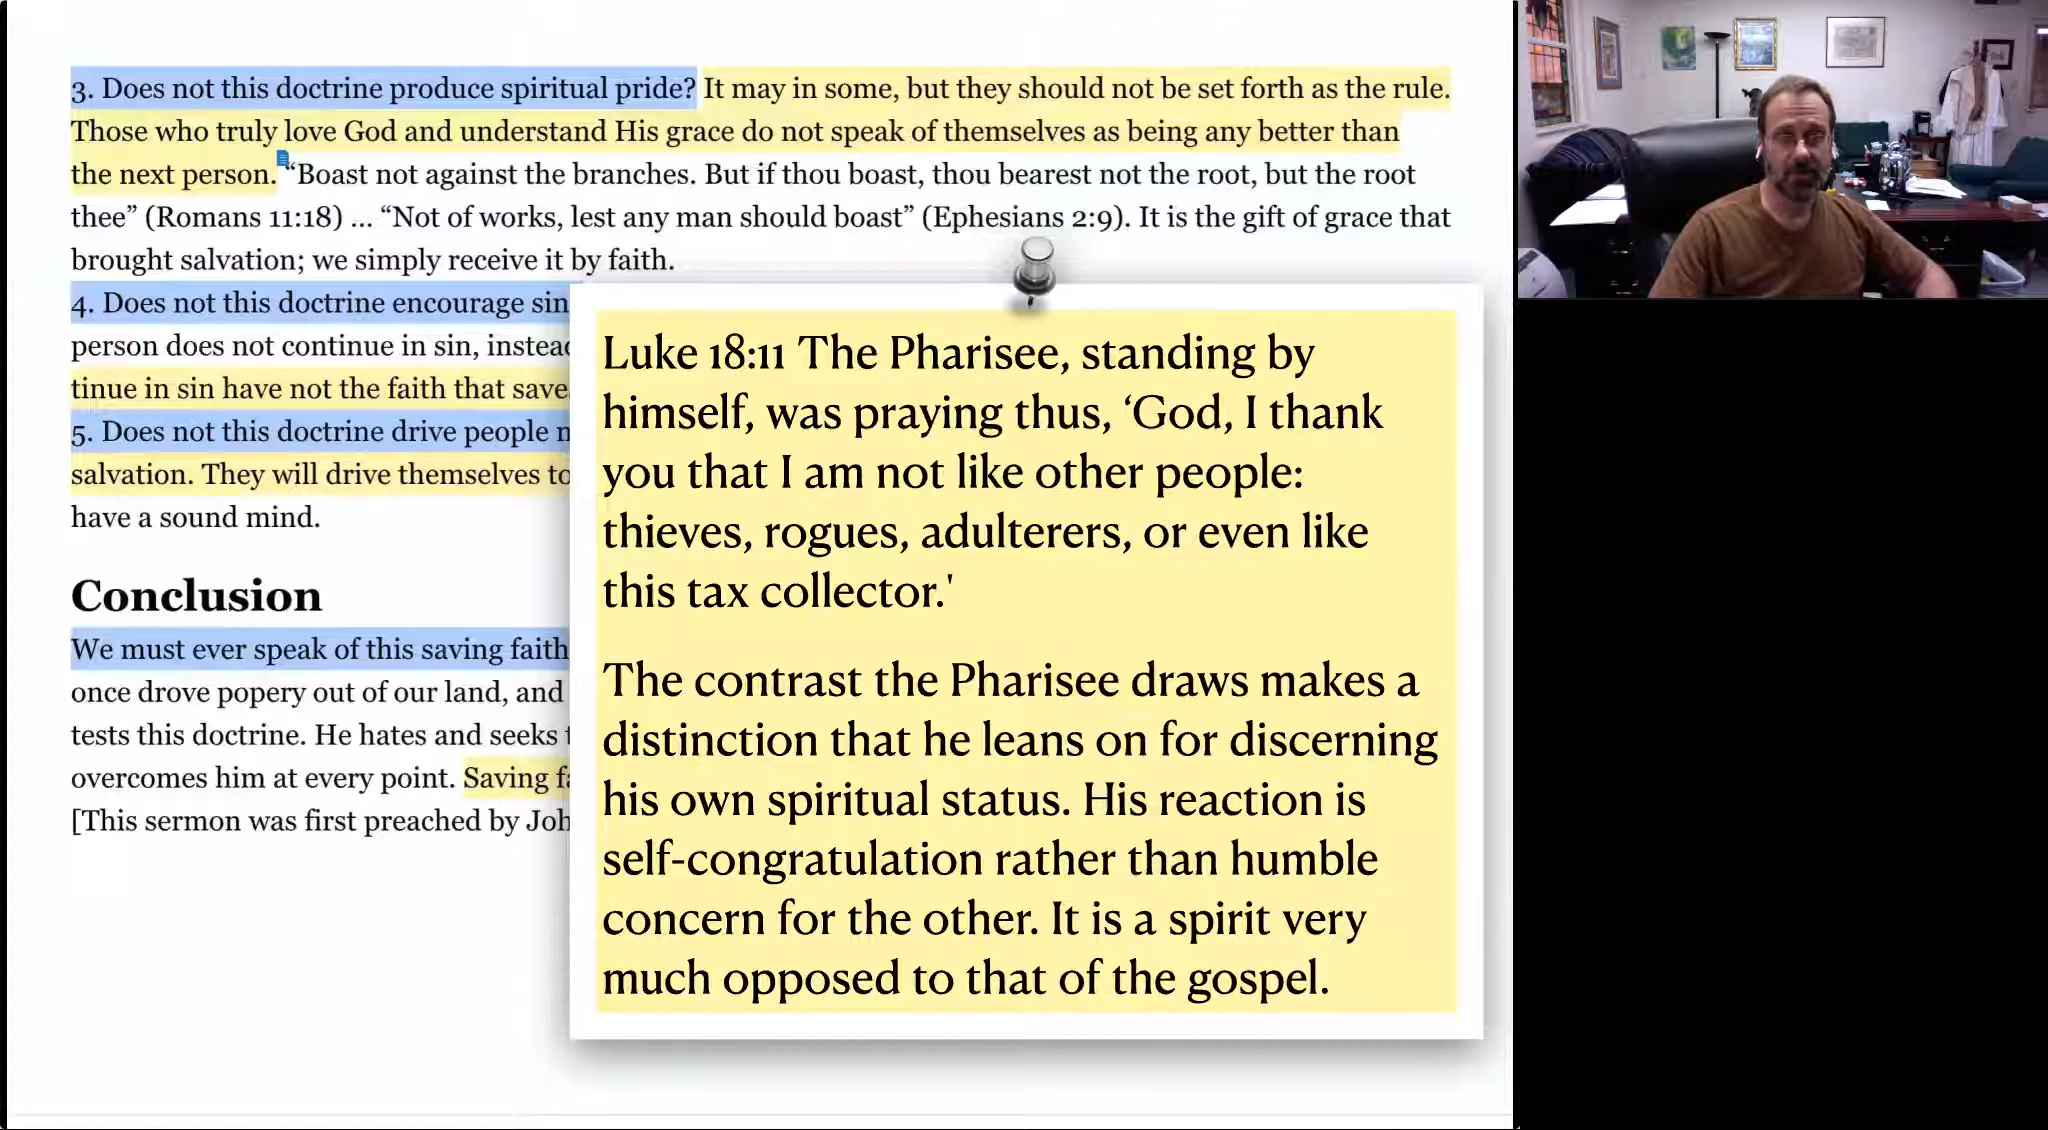 3. Does not this doctrine produce spiritual pride? It may in some, but they should not be set forth as the rule.
Those who truly love God and understand His grace do not speak of themselves as being any better than
the next person. “Boast not against the branches. But if thou boast, thou bearest not the root, but the root
thee” (Romans 11:18) ... “Not of works, lest any man should boast” (Ephesians 2:9). It is the gift of grace that
brought salvation; we simply receive it by faith.
4. Does not this doctrine encourage sin
person does not continue in sin, instead
tinue in sin have not the faith that save
5. Does not this doctrine drive people
salvation. They will drive themselves to
have a sound mind.
Conclusion
We must ever speak of this saving faith
once drove popery out of our land, and
tests this doctrine. He hates and seeks
overcomes him at every point. Saving
[This sermon was first preached by
Luke 18:11 The Pharisee, standing by
himself, was praying thus, ‘God, I thank
you that I am not like other people:
thieves, rogues, adulterers, or even like
this tax collector.'
The contrast the Pharisee draws makes a
distinction that he leans on for discerning
his own spiritual status. His reaction is
self-congratulation rather than humble
concern for the other. It is a spirit very
much opposed to that of the gospel.